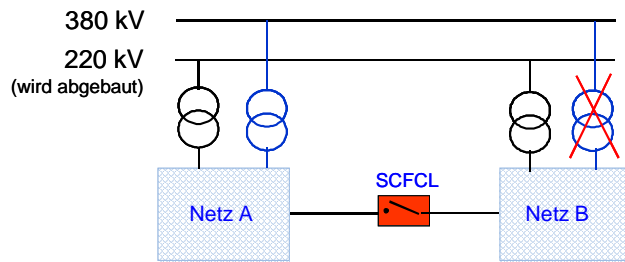 380 kV
220 kV
(wird abgebaut)
SCFCL
Netz A
Netz B